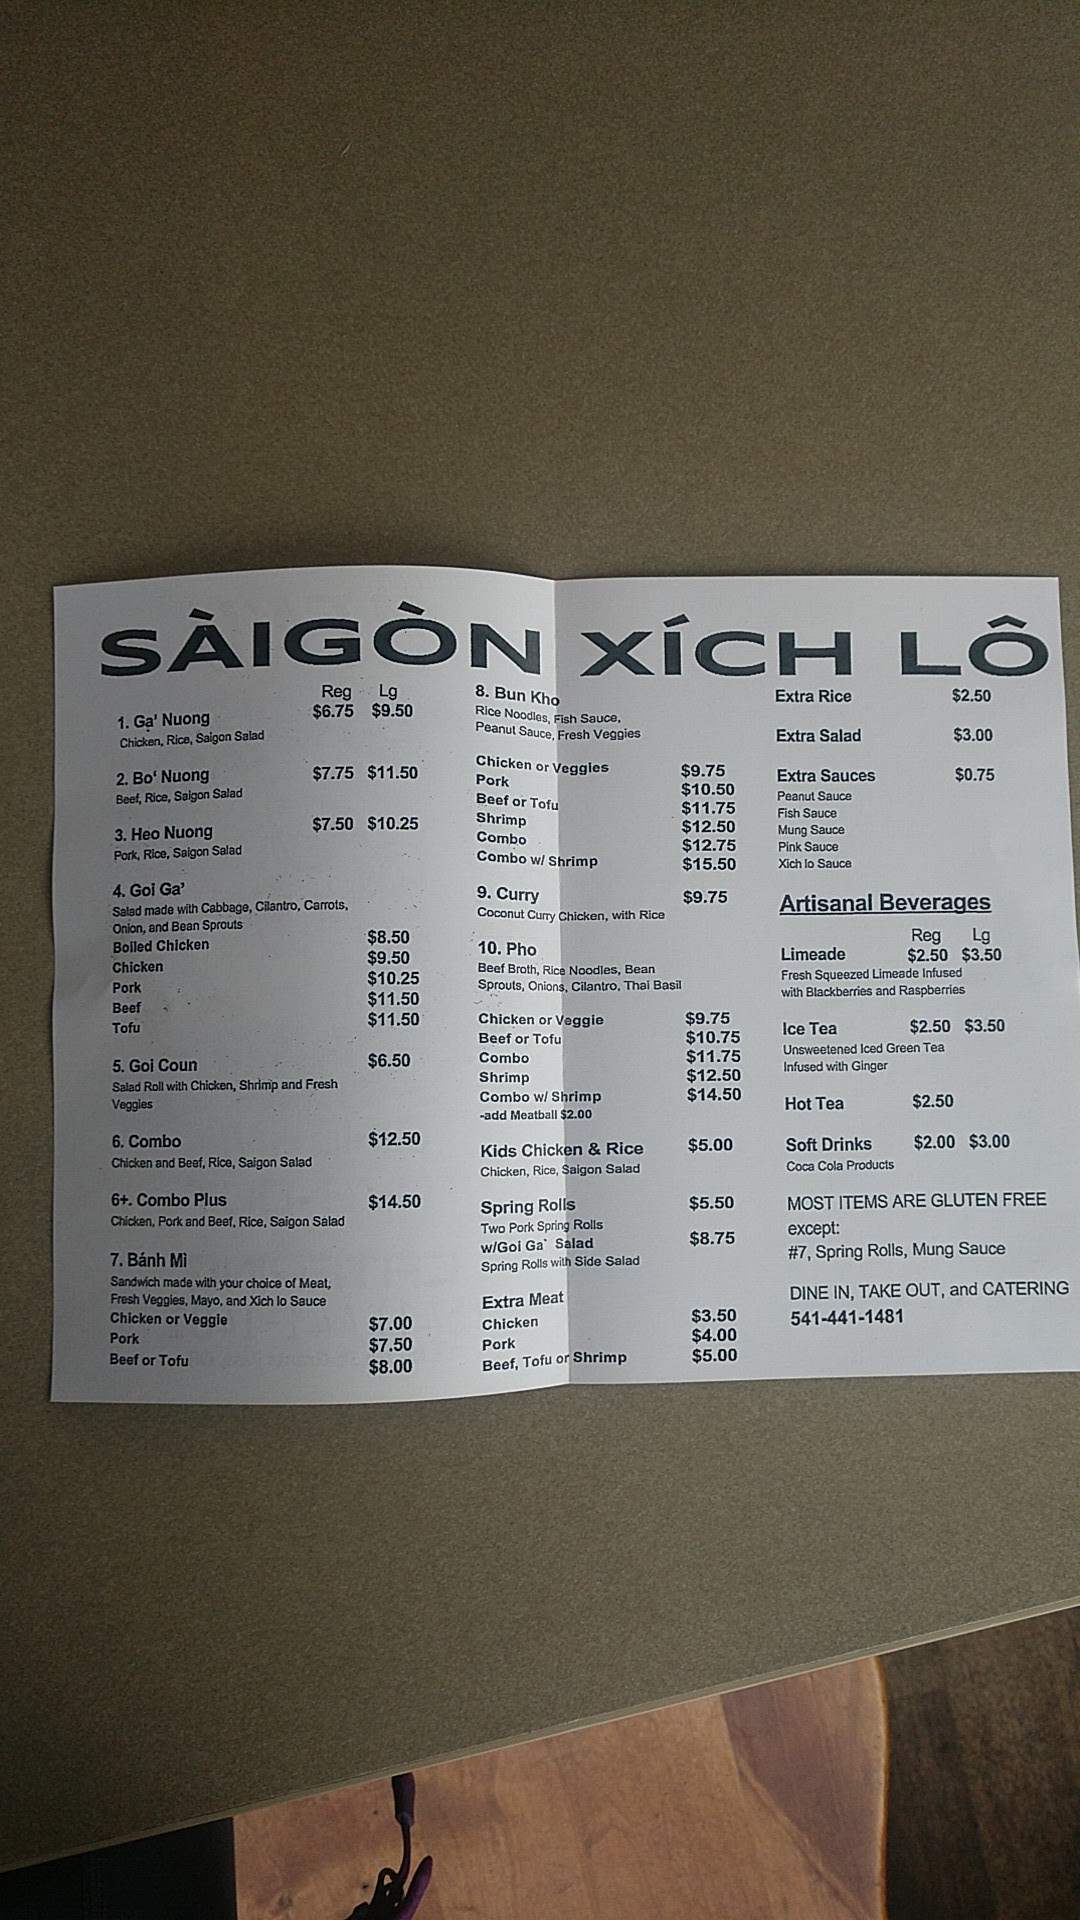 SÀIGÒN XÍCH LÔ
Reg Lg
1. Ga' Nuong $6.75 $9.50
Chicken, Rice, Saigon Salad
2. Bo' Nuong $7.75 $11.50
Beef, Rice, Saigon Salad
3. Heo Nuong $7.50 $10.25
Pork, Rice, Saigon Salad
4. Goi Ga'
Salad made with Cabbage, Cilantro, Carrots,
Onion, and Bean Sprouts
Boiled Chicken $8.50
Chicken $9.50
Pork $10.25
Beef $11.50
Tofu $11.50
5. Goi Coun $6.50
Salad Roll with Chicken, Shrimp and Fresh
Veggies
6. Combo $12.50
Chicken and Beef, Rice, Saigon Salad
6+. Combo Plus $14.50
Chicken, Pork and Beef, Rice, Saigon Salad
7. Bánh Mì
Sandwich made with your choice of Meat,
Fresh Veggies, Mayo, and Xich lo Sauce
Chicken or Veggie $7.00
Pork $7.50
Beef or Tofu $8.00
8. Bun Kho
Rice Noodles, Fish Sauce,
Peanut Sauce, Fresh Veggies
Chicken or Veggies $9.75
Pork $10.50
Beef or Tofu $11.75
Shrimp $12.50
Combo $12.75
Combo w/ Shrimp $15.50
9. Curry $9.75
Coconut Curry Chicken, with Rice
10. Pho
Beef Broth, Rice Noodles, Bean
Sprouts, Onions, Cilantro, Thai Basil
Chicken or Veggie $9.75
Beef or Tofu $10.75
Combo $11.75
Shrimp $12.50
Combo w/ Shrimp $14.50
-add Meatball $2.00
Kids Chicken & Rice $5.00
Chicken, Rice, Saigon Salad
Spring Rolls $5.50
Two Pork Spring Rolls
w/Goi Ga` Salad $8.75
Spring Rolls with Side Salad
Extra Meat
Chicken $3.50
Pork $4.00
Beef, Tofu or Shrimp $5.00
Extra Rice $2.50
Extra Salad $3.00
Extra Sauces $0.75
Peanut Sauce
Fish Sauce
Mung Sauce
Pink Sauce
Xich lo Sauce
Artisanal Beverages
Reg Lg
Limeade $2.50 $3.50
Fresh Squeezed Limeade Infused
with Blackberries and Raspberries
Ice Tea $2.50 $3.50
Unsweetened Iced Green Tea
Infused with Ginger
Hot Tea $2.50
Soft Drinks $2.00 $3.00
Coca Cola Products
MOST ITEMS ARE GLUTEN FREE
except:
#7, Spring Rolls, Mung Sauce
DINE IN, TAKE OUT, and CATERING
541-441-1481